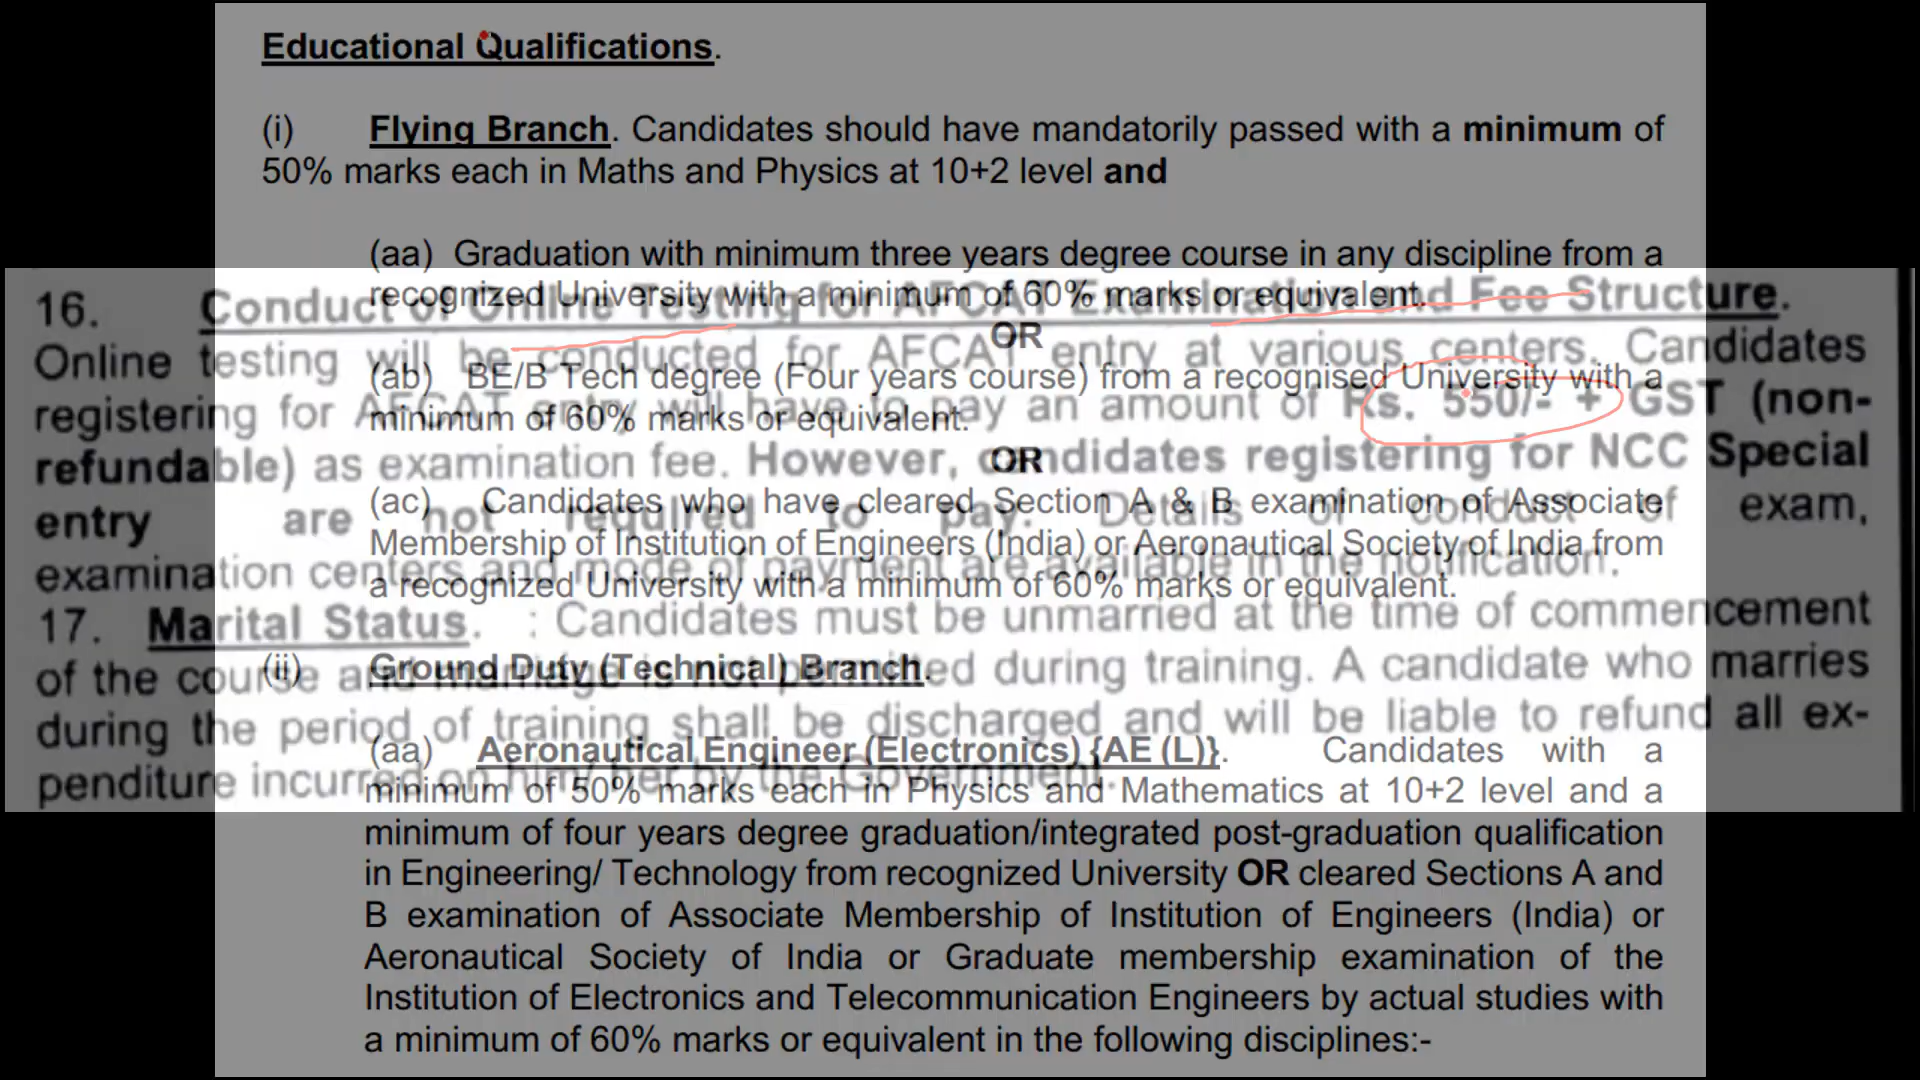 Educational Qualifications.
(i) Flying Branch. Candidates should have mandatorily passed with a minimum of
50% marks each in Maths and Physics at 10+2 level and
(aa) Graduation with minimum three years degree course in any discipline from a
recognized University with a minimum of 60% marks or equivalent.
OR
(ab) BE/B Tech degree (Four years course) from a recognised University with a
minimum of 60% marks or equivalent.
OR
(ac) Candidates who have cleared Section A & B examination of Associate
Membership of Institution of Engineers (India) or Aeronautical Society of India from
a recognized University with a minimum of 60% marks or equivalent.
(ii) Ground Duty (Technical) Branch.
(aa) Aeronautical Engineer (Electronics) {AE (L)}. Candidates with a
minimum of 50% marks each in Physics and Mathematics at 10+2 level and a
minimum of four years degree graduation/integrated post-graduation qualification
in Engineering/ Technology from recognized University OR cleared Sections A and
B examination of Associate Membership of Institution of Engineers (India) or
Aeronautical Society of India or Graduate membership examination of the
Institution of Electronics and Telecommunication Engineers by actual studies with
a minimum of 60% marks or equivalent in the following disciplines:-
16. Conduct of Online Testing for AFCAT Examination and Fee Structure.
Online testing will be conducted for AFCAT entry at various centers. Candidates
registering for AFCAT entry will have to pay an amount of Rs. 550/- + GST (non-
refundable) as examination fee. However, candidates registering for NCC Special
entry are not required to pay. Details of conduct of exam,
examination centers and mode of payment are available in the notification.
17. Marital Status. : Candidates must be unmarried at the time of commencement
of the course and marriage is not permitted during training. A candidate who marries
during the period of training shall be discharged and will be liable to refund all ex-
penditure incurred on him/ her by the Government.